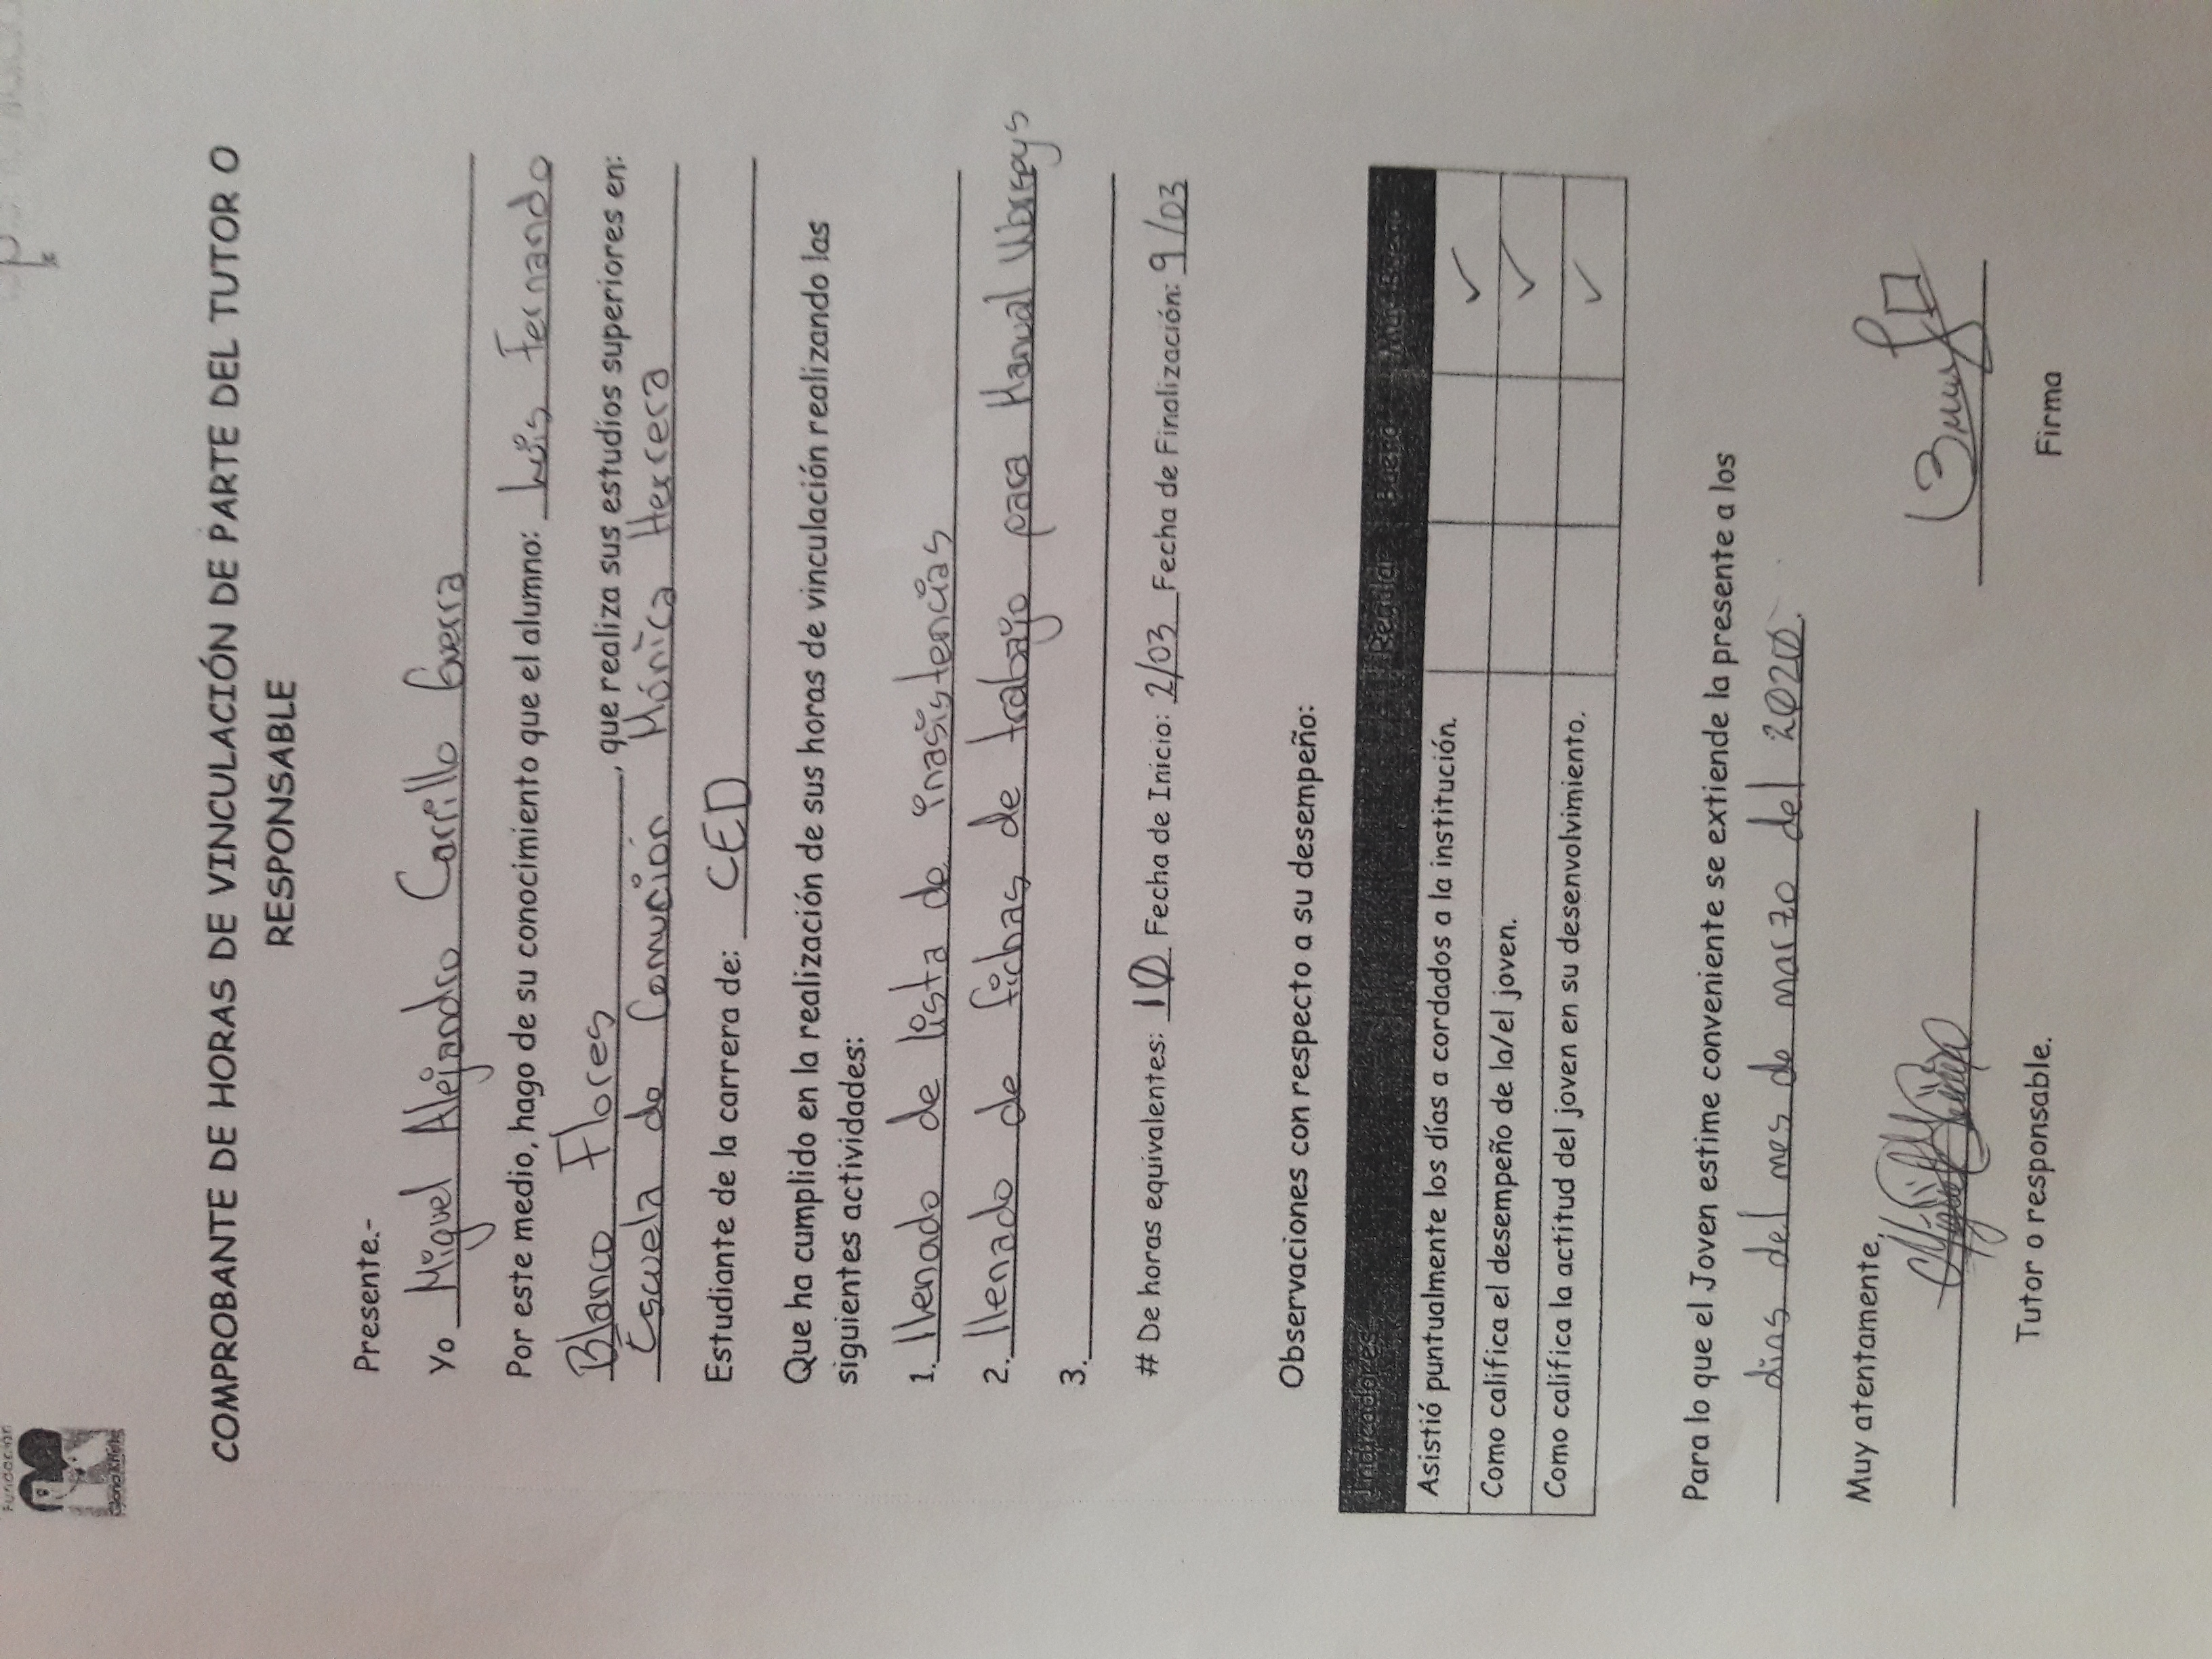 Fundación
Gloria Kriete
COMPROBANTE DE HORAS DE VINCULACIÓN DE PARTE DEL TUTOR O
RESPONSABLE
Presente.-
Yo Miguel Alejandro Carrillo Guerra
Por este medio, hago de su conocimiento que el alumno: Luis Fernando
Blanco Flores, que realiza sus estudios superiores en:
Escuela de Comución Mónica Herrera
Estudiante de la carrera de: CED
Que ha cumplido en la realización de sus horas de vinculación realizando las
siguientes actividades:
1. llenado de lista de inasistencias
2. llenado de fichas de trabajo para Manual
3.
# De horas equivalentes: 10 Fecha de Inicio: 2/03 Fecha de Finalización: 9/03
Observaciones con respecto a su desempeño:
Indicadores Regular Bueno Muy Bueno
Asistió puntualmente los días a cordados a la institución. ✓
Como califica el desempeño de la/el joven. ✓
Como califica la actitud del joven en su desenvolvimiento. ✓
Para lo que el Joven estime conveniente se extiende la presente a los
dias del mes de marzo del 2020.
Muy atentamente,
Tutor o responsable.
Firma